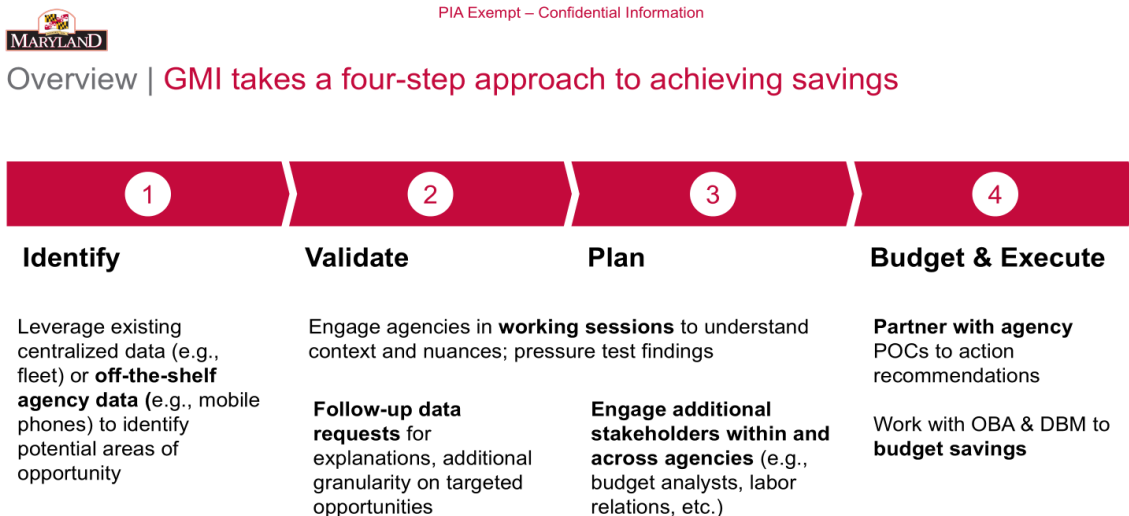 PIA Exempt – Confidential Information
MARYLAND
Overview | GMI takes a four-step approach to achieving savings
1
2
3
4
Identify
Validate
Plan
Budget & Execute
Leverage existing
centralized data (e.g.,
fleet) or off-the-shelf
agency data (e.g., mobile
phones) to identify
potential areas of
opportunity
Engage agencies in working sessions to understand
context and nuances; pressure test findings
Follow-up data
requests for
explanations, additional
granularity on targeted
opportunities
Engage additional
stakeholders within and
across agencies (e.g.,
budget analysts, labor
relations, etc.)
Partner with agency
POCs to action
recommendations
Work with OBA & DBM to
budget savings